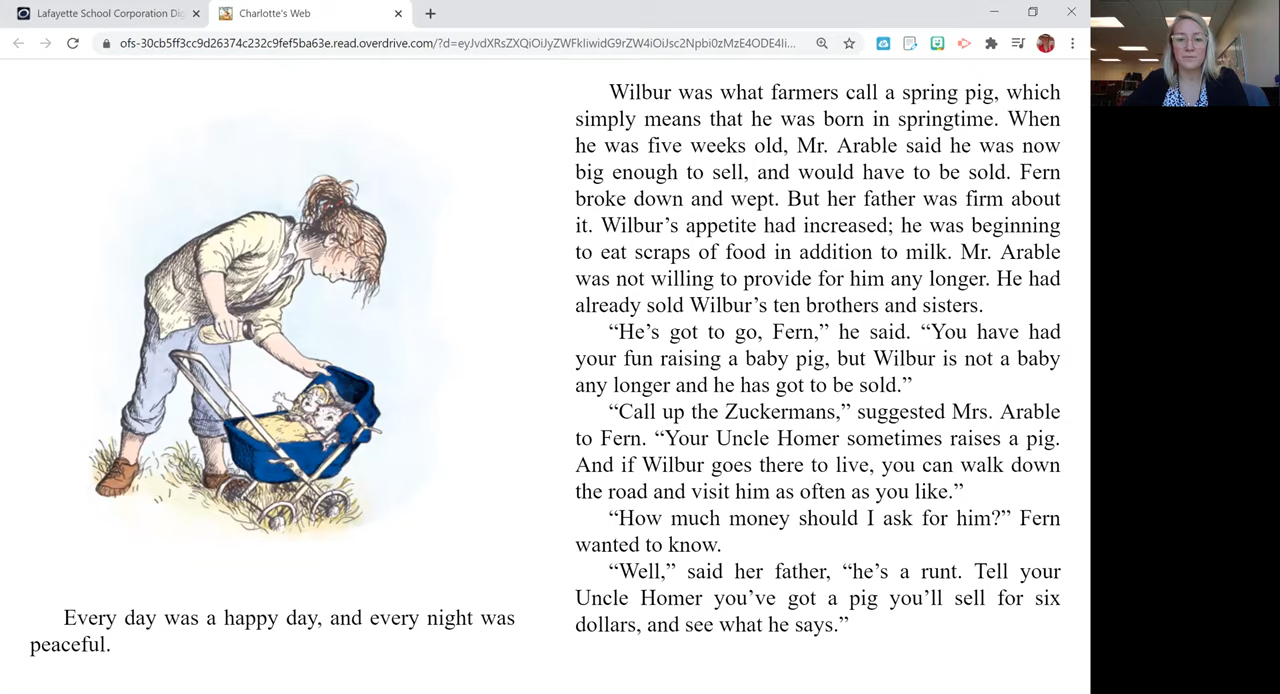 Lafayette School Corporation Di
Charlotte's Web
ofs-30cb5ff3cc9d26374c232c9fef5ba63e.read.overdrive.com/?d=eyJvdXRsZXQiOiJyZWFkIiwidG9rZW4iOiJsc2Npbi0zMzE4ODE4Ii...
Every day was a happy day, and every night was
peaceful.
Wilbur was what farmers call a spring pig, which
simply means that he was born in springtime. When
he was five weeks old, Mr. Arable said he was now
big enough to sell, and would have to be sold. Fern
broke down and wept. But her father was firm about
it. Wilbur’s appetite had increased; he was beginning
to eat scraps of food in addition to milk. Mr. Arable
was not willing to provide for him any longer. He had
already sold Wilbur’s ten brothers and sisters.
“He’s got to go, Fern,” he said. “You have had
your fun raising a baby pig, but Wilbur is not a baby
any longer and he has got to be sold.”
“Call up the Zuckermans,” suggested Mrs. Arable
to Fern. “Your Uncle Homer sometimes raises a pig.
And if Wilbur goes there to live, you can walk down
the road and visit him as often as you like.”
“How much money should I ask for him?” Fern
wanted to know.
“Well,” said her father, “he’s a runt. Tell your
Uncle Homer you’ve got a pig you’ll sell for six
dollars, and see what he says.”